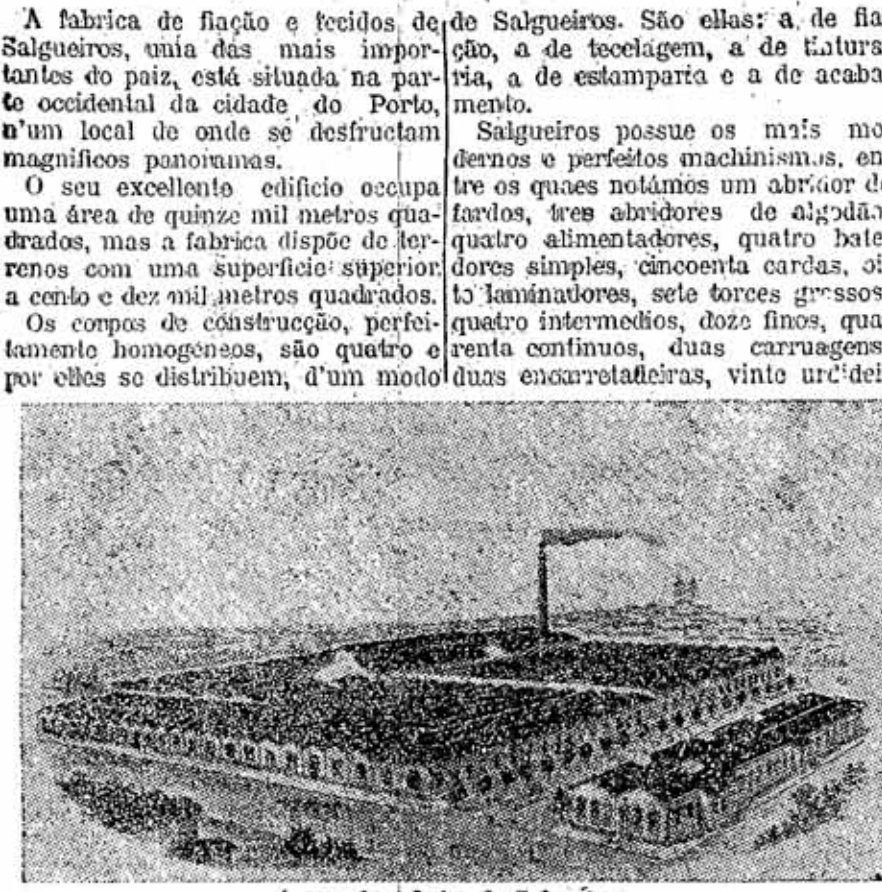 A fabrica de fiação e tecidos de
Salgueiros, uma das mais impor-
tantes do paiz, está situada na par-
te occidental da cidade do Porto,
n'um local de onde se desfructam
magnificos panoramas.
O seu excellente edificio occupa
uma área de quinze mil metros qua-
drados, mas a fabrica dispõe de ter-
renos com uma superficie superior
a cento e dez mil metros quadrados.
Os corpos de construcção, perfei-
tamente homogéneos, são quatro e
por elles se distribuem, d'um modo
de Salgueiros. São ellas: a de fia
ção, a de tecelagem, a de tintura
ria, a de estamparia e a de acaba
mento.
Salgueiros possue os mais mo
dernos e perfeitos machinismos, en
tre os quaes notámos um abridor de
fardos, tres abridores de algodão
quatro alimentadores, quatro bate
dores simples, cincoenta cardas, oi
to laminadores, sete torces grossos
quatro intermedios, doze finos, qua
renta continuos, duas carruagens
duas encarretadeiras, vinte urdidei